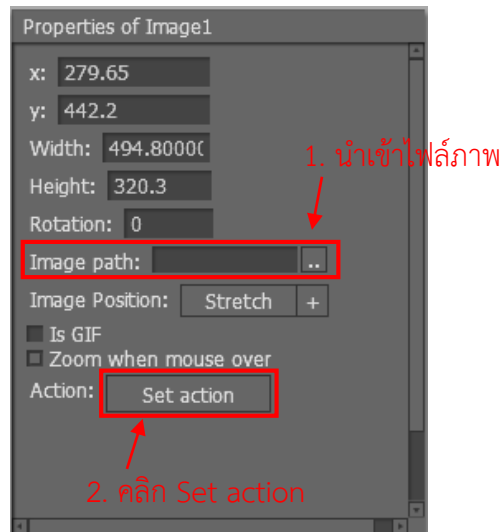 Properties of Image1
x: 279.65
y: 442.2
Width: 494.8000(
1. นำเข้าไฟล์ภาพ
Height: 320.3
Rotation: 0
Image path: ..
Image Position: Stretch +
Is GIF
Zoom when mouse over
Action: Set action
2. คลิก Set action